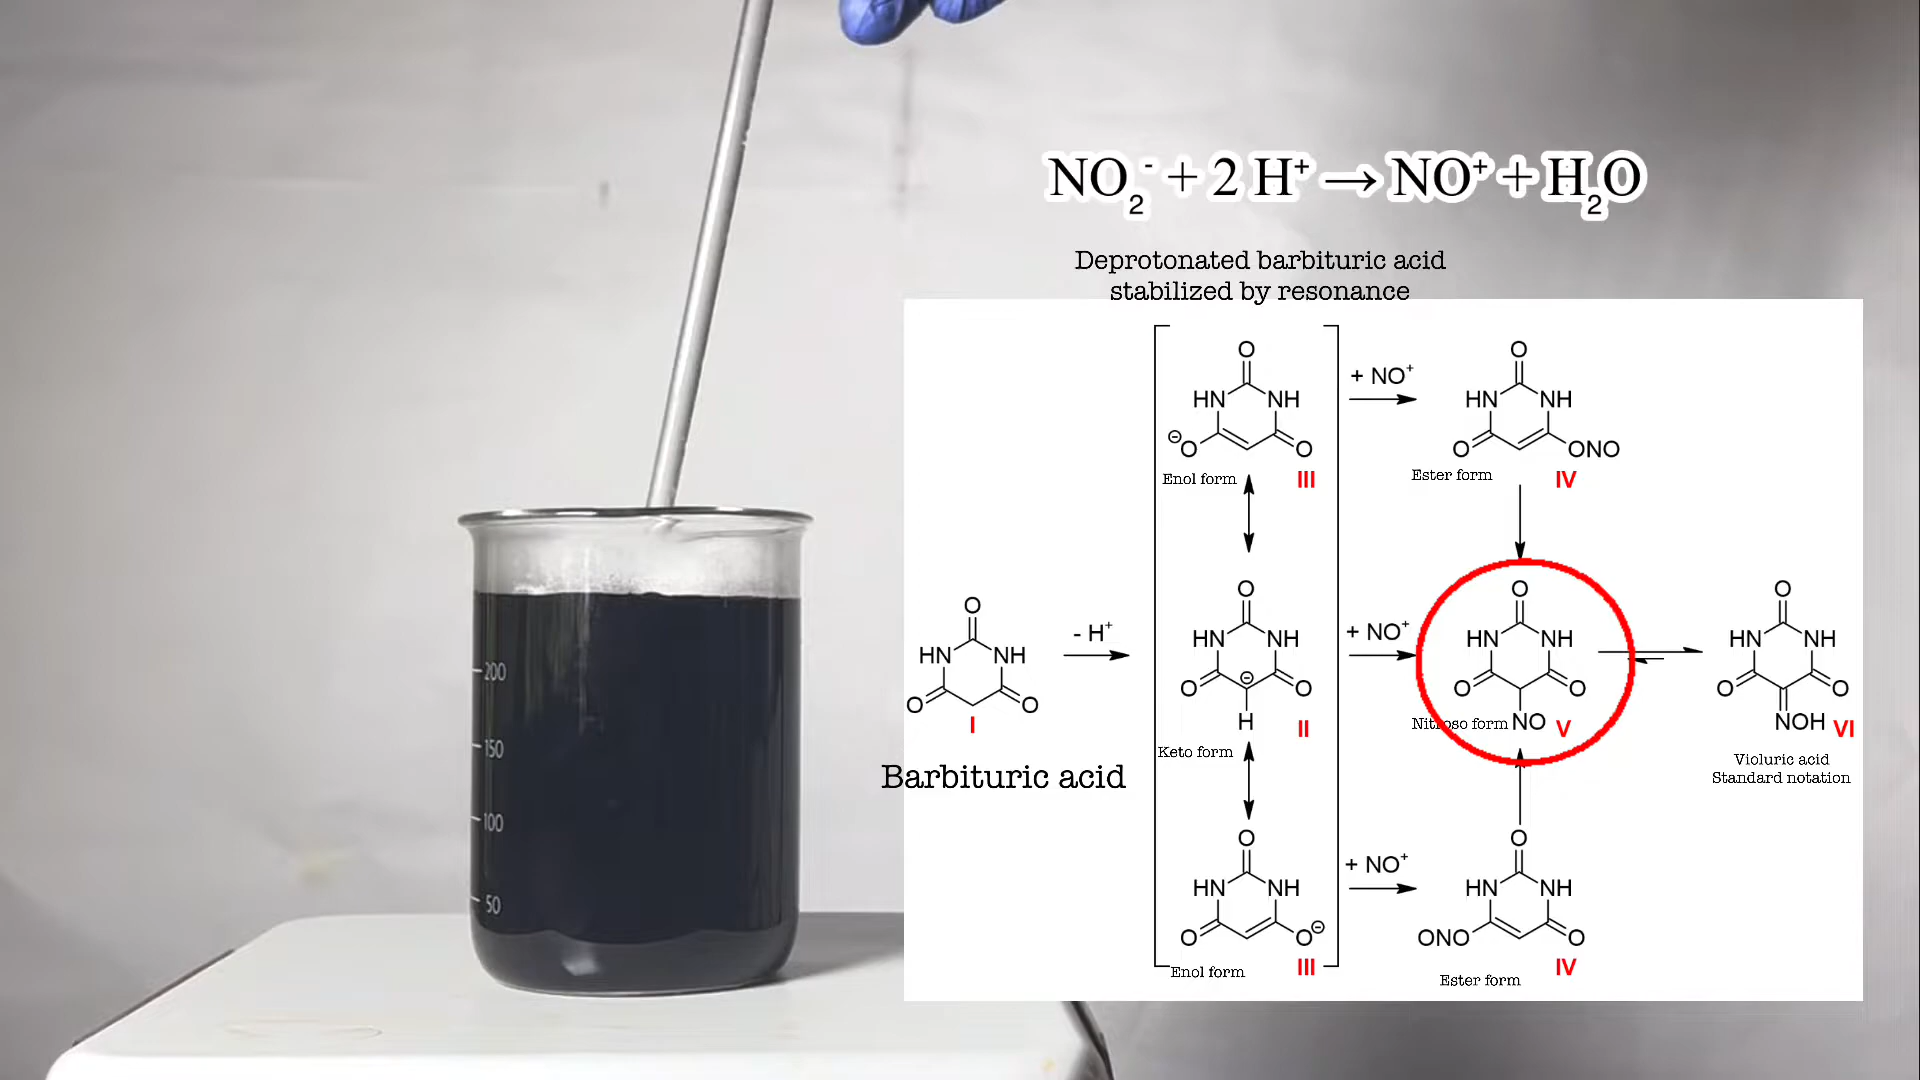 NO₂⁻ + 2 H⁺ → NO⁺ + H₂O
Deprotonated barbituric acid
stabilized by resonance
O
HN NH
⊖O O
Enol form III
+ NO⁺
O
HN NH
O ONO
Ester form IV
O
HN NH
O O
I
Barbituric acid
- H⁺
O
HN NH
O ⊖ O
H II
Keto form
+ NO⁺
O
HN NH
O O
Nitroso form NO V
O
HN NH
O O
NOH VI
Violuric acid
Standard notation
O
HN NH
O O⊖
Enol form III
+ NO⁺
O
HN NH
ONO O
Ester form IV
200
150
100
50